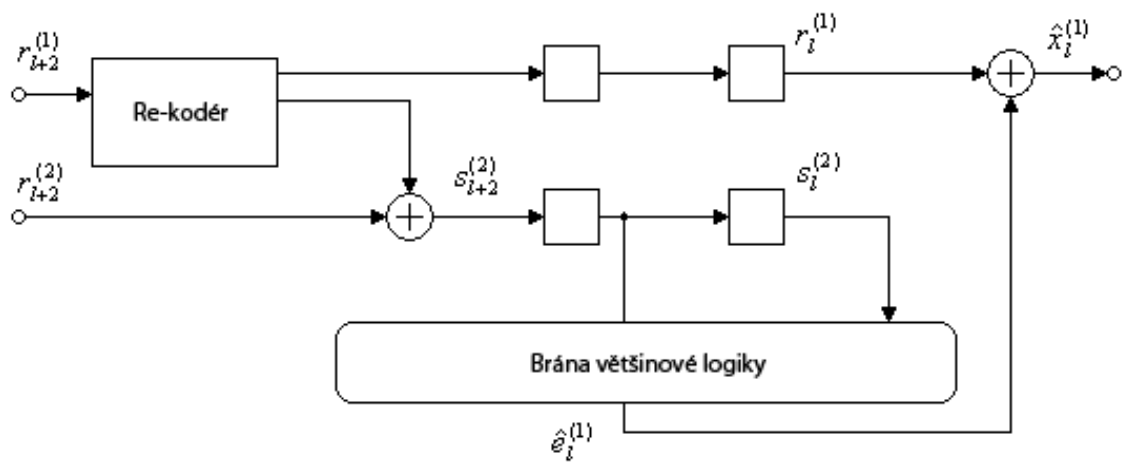 r_{l+2}^{(1)}
r_l^{(1)}
x̂_l^{(1)}
Re-kodér
r_{l+2}^{(2)}
s_{l+2}^{(2)}
s_l^{(2)}
Brána většinové logiky
ê_l^{(1)}